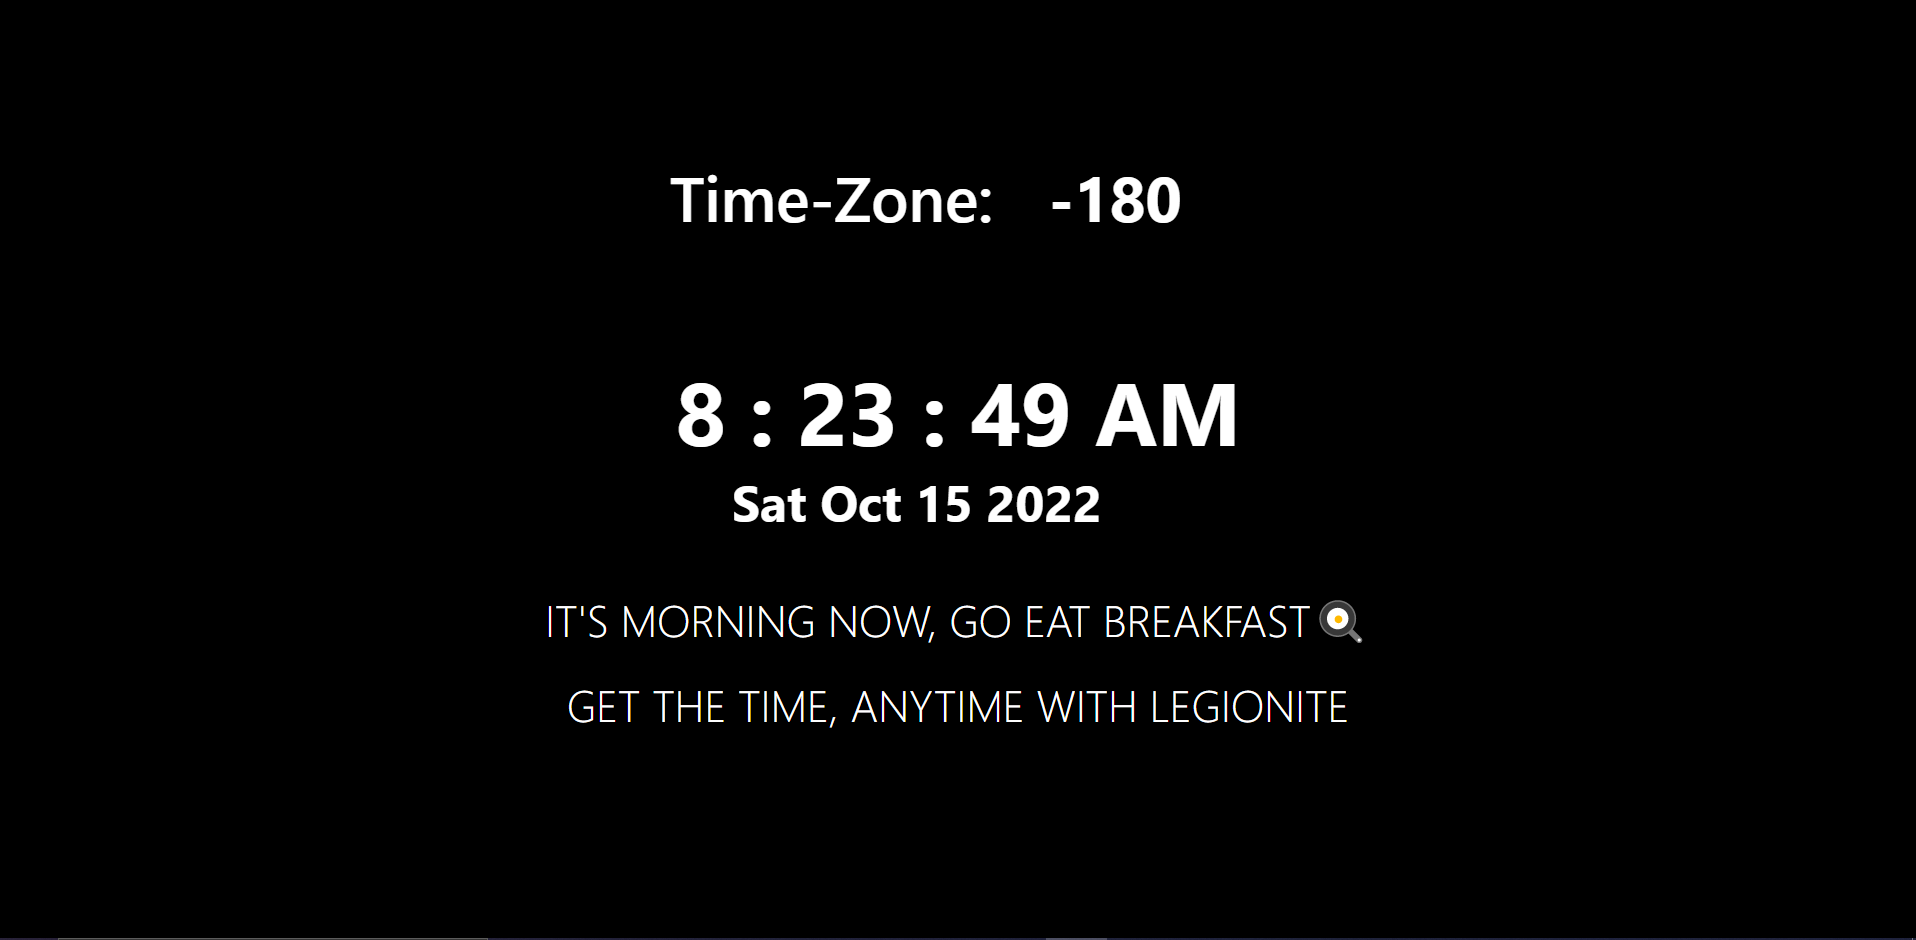 Time-Zone: -180
8 : 23 : 49 AM
Sat Oct 15 2022
IT'S MORNING NOW, GO EAT BREAKFAST🍳
GET THE TIME, ANYTIME WITH LEGIONITE